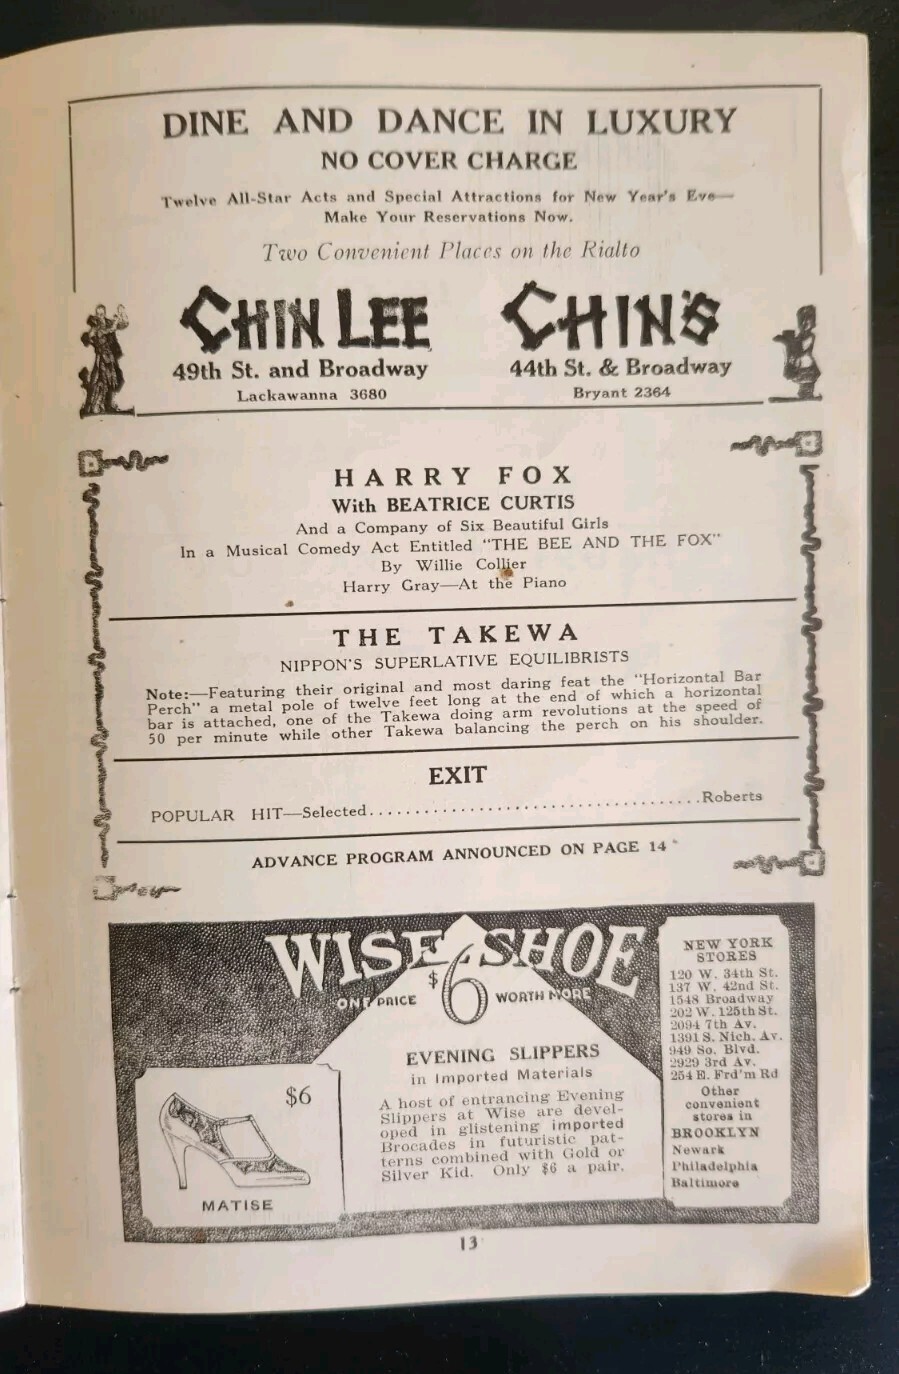 DINE AND DANCE IN LUXURY
NO COVER CHARGE
Twelve All-Star Acts and Special Attractions for New Year's Eve—
Make Your Reservations Now.
Two Convenient Places on the Rialto
CHIN LEE
49th St. and Broadway
Lackawanna 3680
CHIN'S
44th St. & Broadway
Bryant 2364
HARRY FOX
With BEATRICE CURTIS
And a Company of Six Beautiful Girls
In a Musical Comedy Act Entitled "THE BEE AND THE FOX"
By Willie Collier
Harry Gray—At the Piano
THE TAKEWA
NIPPON'S SUPERLATIVE EQUILIBRISTS
Note:—Featuring their original and most daring feat the "Horizontal Bar
Perch" a metal pole of twelve feet long at the end of which a horizontal
bar is attached, one of the Takewa doing arm revolutions at the speed of
50 per minute while other Takewa balancing the perch on his shoulder.
EXIT
POPULAR HIT—Selected....................................Roberts
ADVANCE PROGRAM ANNOUNCED ON PAGE 14
WISE SHOE
ONE PRICE $6 WORTH MORE
EVENING SLIPPERS
in Imported Materials
A host of entrancing Evening
Slippers at Wise are devel-
oped in glistening imported
Brocades in futuristic pat-
terns combined with Gold or
Silver Kid. Only $6 a pair.
$6
MATISE
NEW YORK
STORES
120 W. 34th St.
137 W. 42nd St.
1548 Broadway
202 W. 125th St.
2094 7th Av.
1391 S. Nich. Av.
949 So. Blvd.
2929 3rd Av.
254 E. Frd'm Rd
Other
convenient
stores in
BROOKLYN
Newark
Philadelphia
Baltimore
13